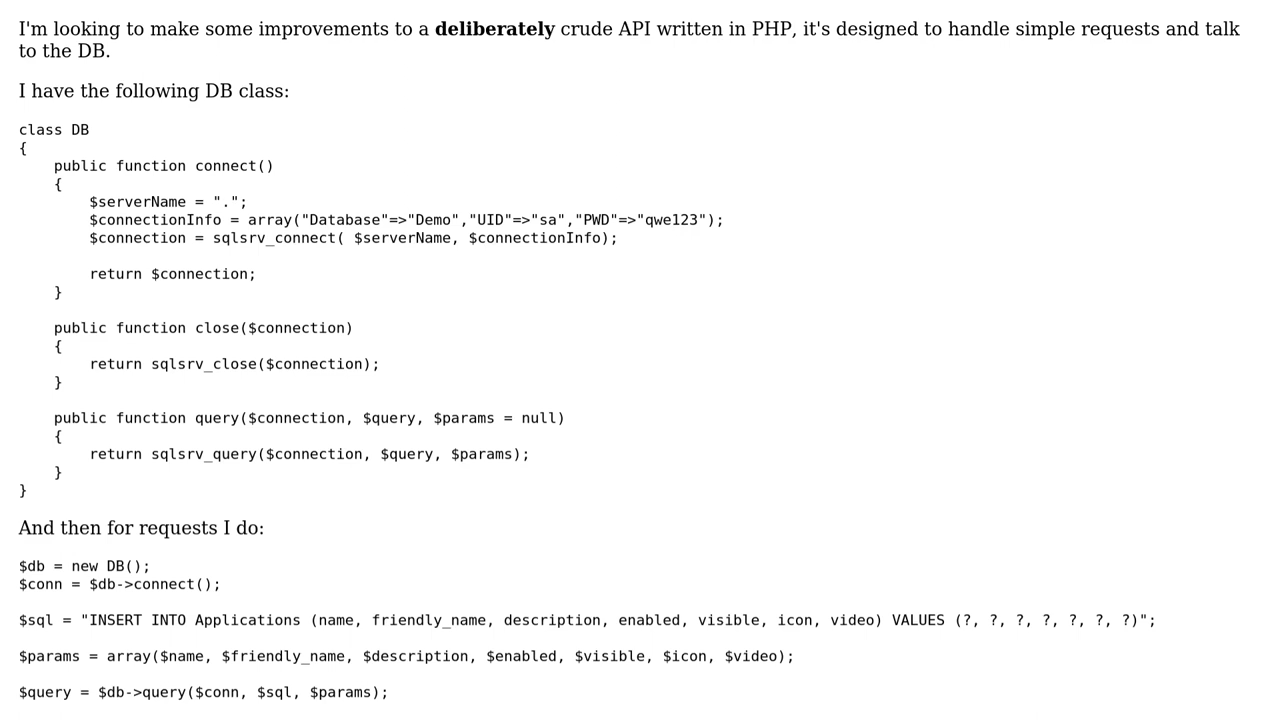 I'm looking to make some improvements to a deliberately crude API written in PHP, it's designed to handle simple requests and talk
to the DB.
I have the following DB class:
class DB
{
    public function connect()
    {
        $serverName = ".";
        $connectionInfo = array("Database"=>"Demo","UID"=>"sa","PWD"=>"qwe123");
        $connection = sqlsrv_connect( $serverName, $connectionInfo);

        return $connection;
    }

    public function close($connection)
    {
        return sqlsrv_close($connection);
    }

    public function query($connection, $query, $params = null)
    {
        return sqlsrv_query($connection, $query, $params);
    }
}
And then for requests I do:
$db = new DB();
$conn = $db->connect();

$sql = "INSERT INTO Applications (name, friendly_name, description, enabled, visible, icon, video) VALUES (?, ?, ?, ?, ?, ?, ?)";

$params = array($name, $friendly_name, $description, $enabled, $visible, $icon, $video);

$query = $db->query($conn, $sql, $params);